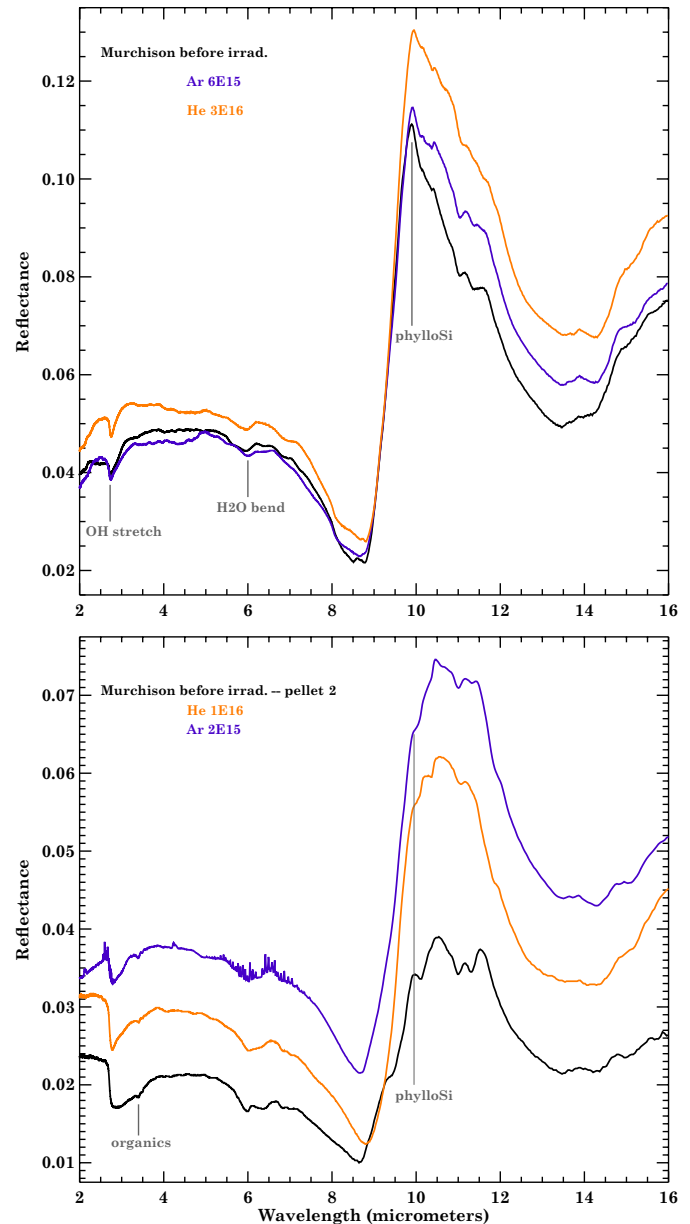 Murchison before irrad.
Ar 6E15
He 3E16
0.12
0.10
0.08
0.06
0.04
0.02
Reflectance
phylloSi
H2O bend
OH stretch
2 4 6 8 10 12 14 16
Murchison before irrad. -- pellet 2
He 1E16
Ar 2E15
0.07
0.06
0.05
0.04
0.03
0.02
0.01
Reflectance
phylloSi
organics
2 4 6 8 10 12 14 16
Wavelength (micrometers)